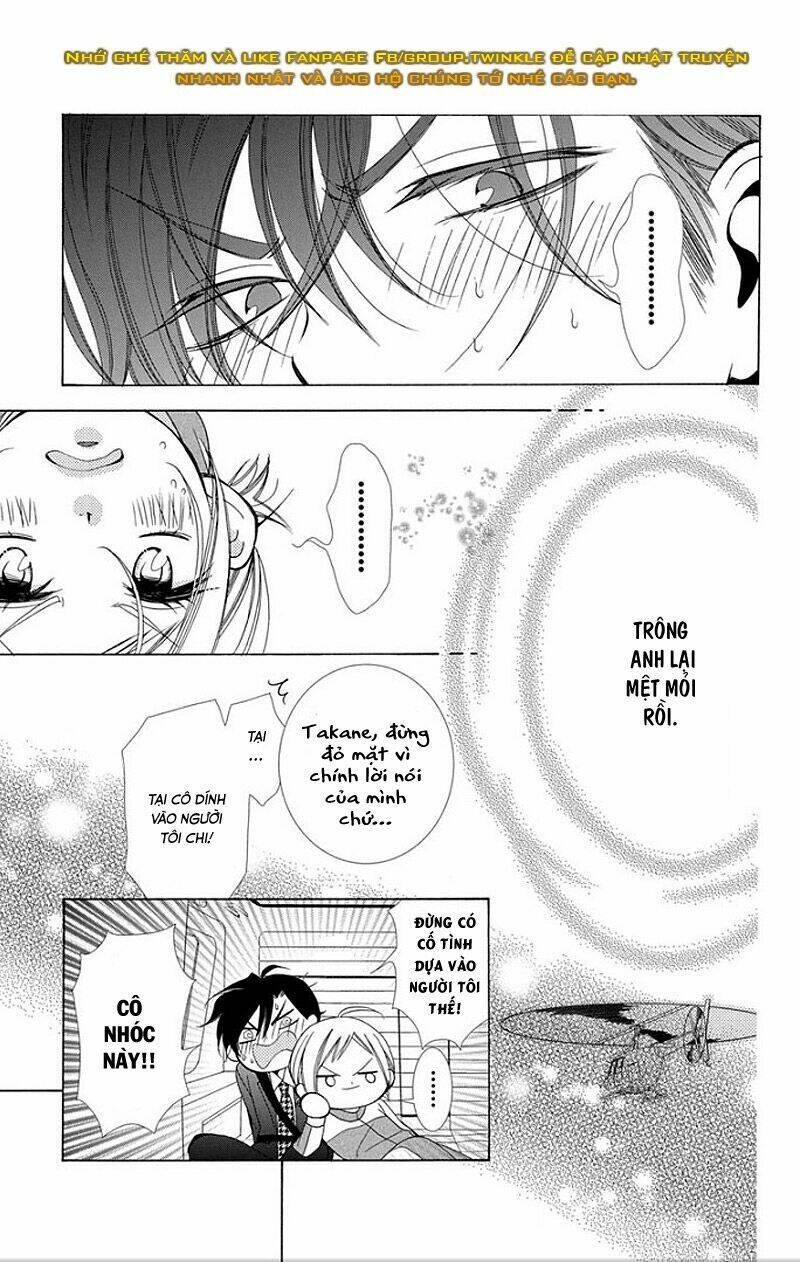 Nhớ ghé thăm và like fanpage Fb/group.twinkle để cập nhật truyện
nhanh nhất và ủng hộ chúng tớ nhé các bạn.
..........
..........
TRÔNG
ANH LẠI
MỆT MỎI
RỒI.
Takane, đừng
đỏ mặt vì
chính lời nói
của mình
chứ...
TẠI
...
TẠI CÔ DÍNH
VÀO NGƯỜI
TÔI CHI!
ĐỪNG CÓ
CỐ TÌNH
DỰA VÀO
NGƯỜI TÔI
THẾ!
.....
CÔ
NHÓC
NÀY!!